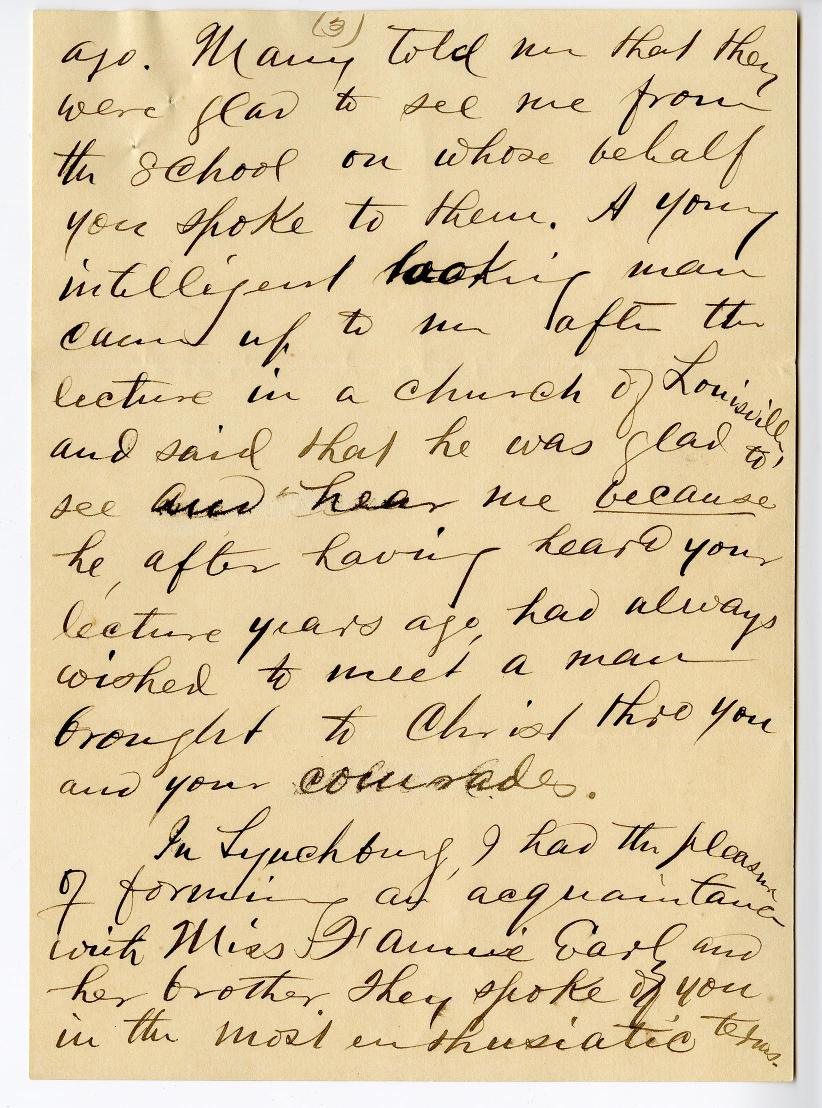 (3)
ago. Many told me that they
were glad to see me from
the school on whose behalf
you spoke to them. A young
intelligent looking man
came up to me after the
lecture in a church of Louisville,
and said that he was glad to
see and hear me because
he, after having heard your
lecture years ago, had always
wished to meet a man
brought to Christ thro you
and your comrades.
In Lynchburg, I had the pleasure
of forming an acquaintance
with Miss Fannie Early and
her brother they spoke of you
in the most enthusiatic terms.